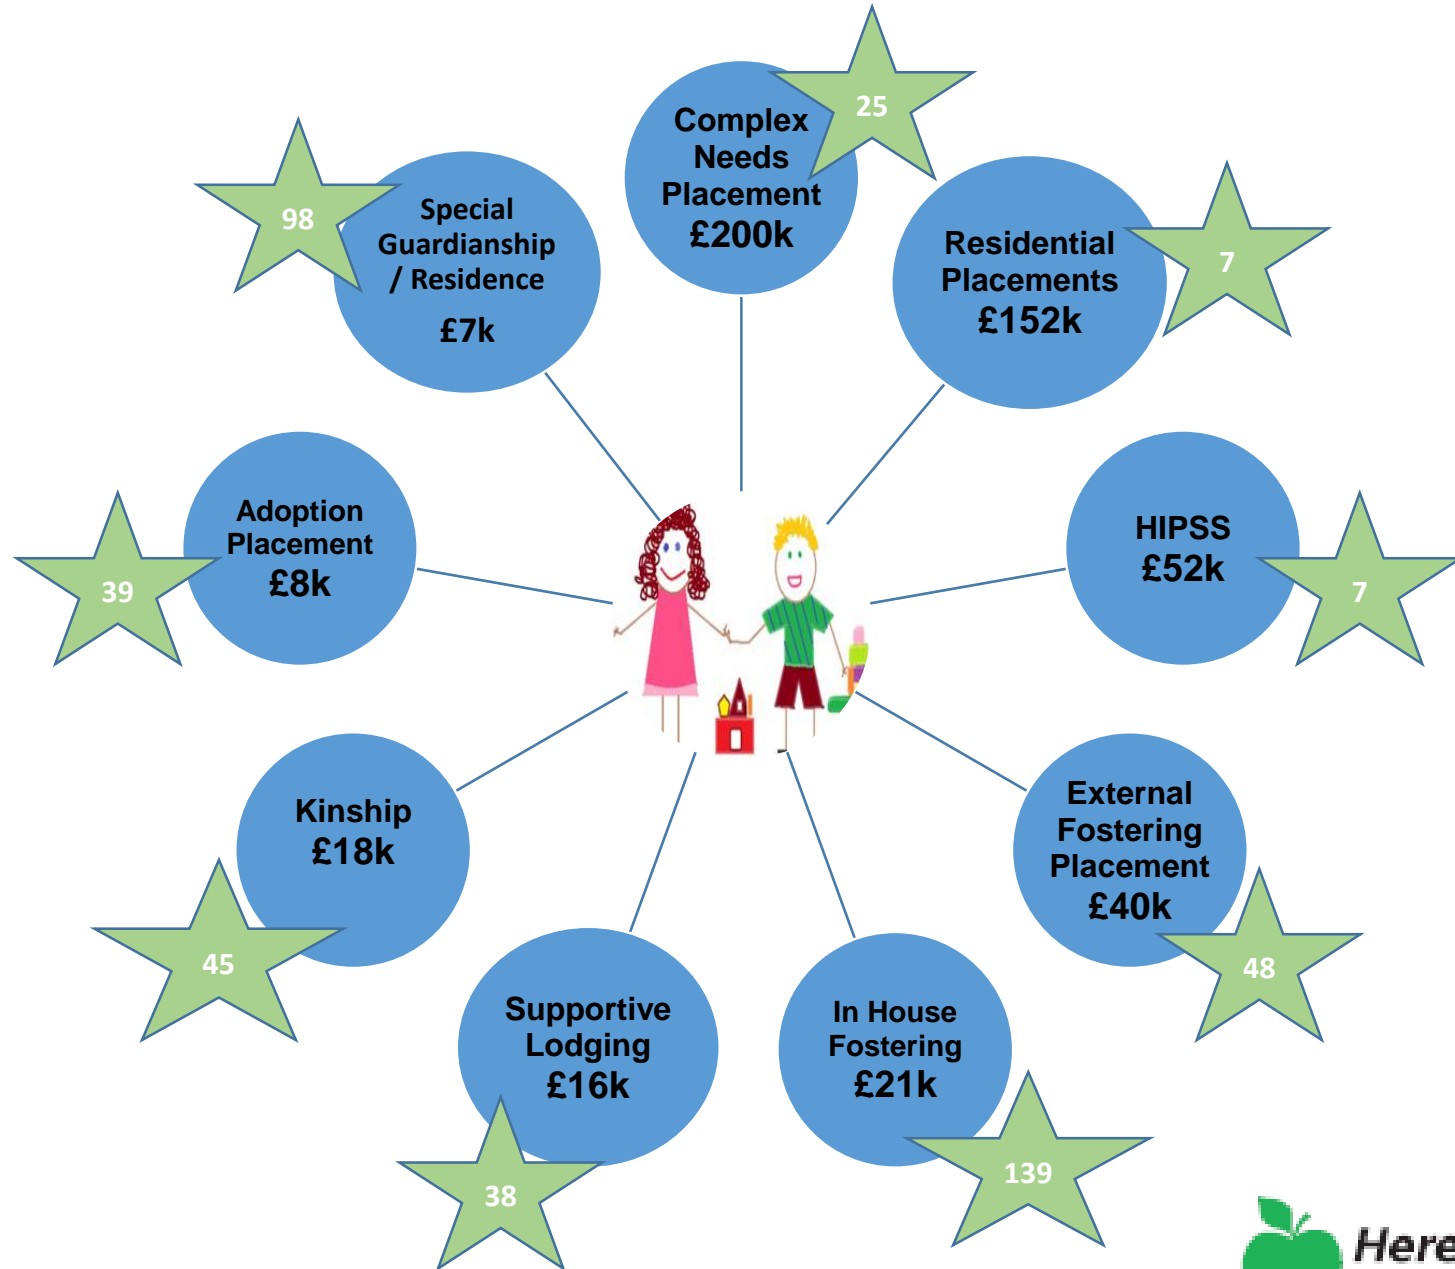 Complex
Needs
Placement
£200k
25
Residential
Placements
£152k
7
HIPSS
£52k
7
External
Fostering
Placement
£40k
48
In House
Fostering
£21k
139
Supportive
Lodging
£16k
38
Kinship
£18k
45
Adoption
Placement
£8k
39
Special
Guardianship
/ Residence
£7k
98
Here